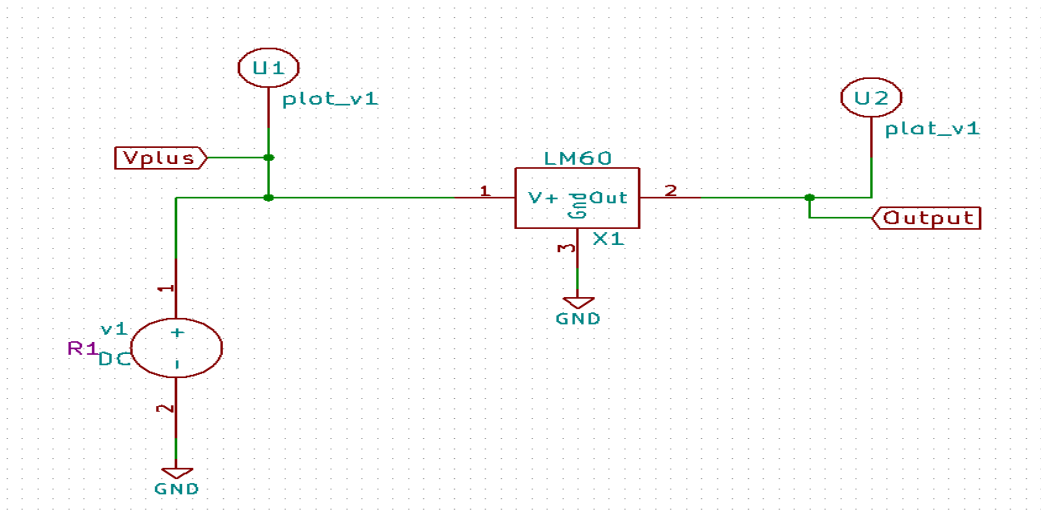 U1
plot_v1
U2
plot_v1
Vplus
LM60
1
V+
Gnd
Out
2
Output
X1
3
GND
1
v1
+
R1
DC
-
2
GND